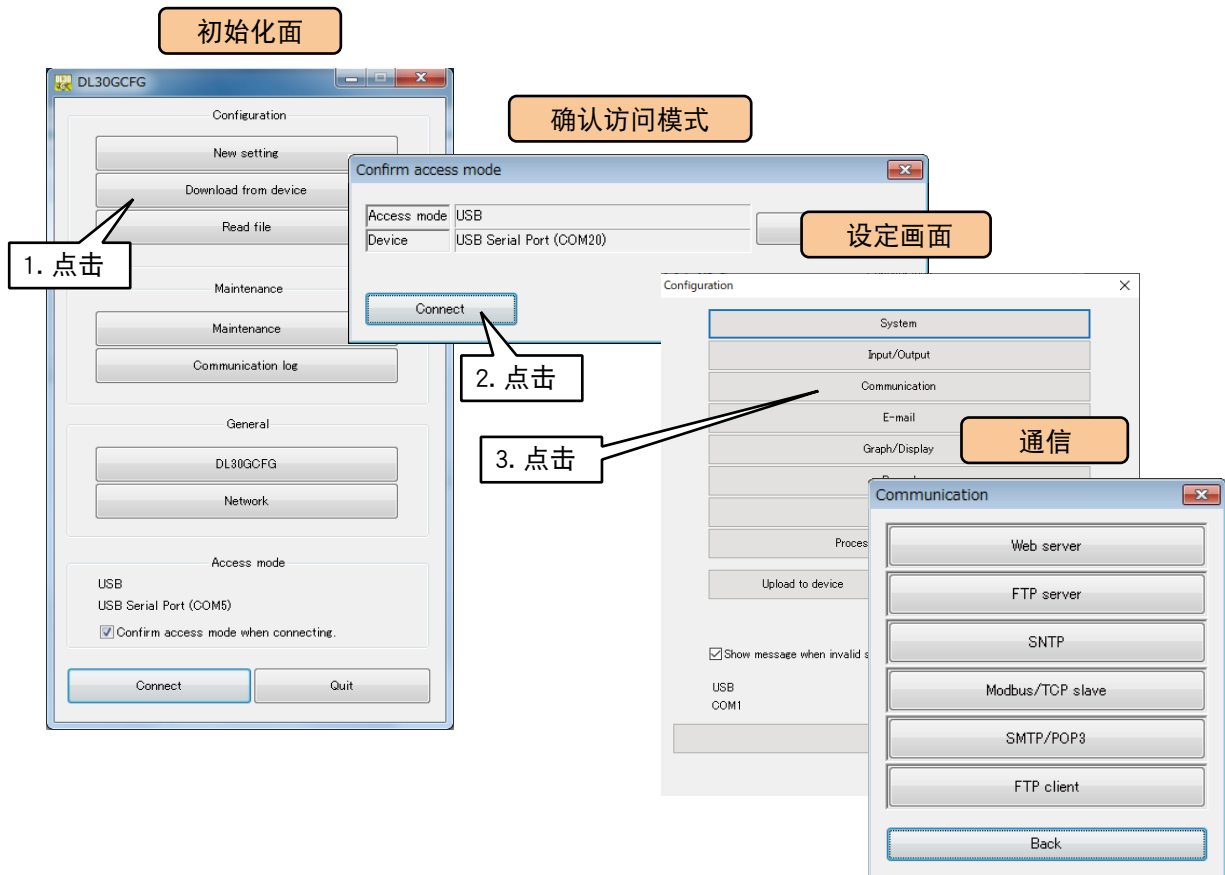 初始化面
DL30GCFG
Configuration
New setting
Download from device
Read file
1. 点击
Maintenance
Maintenance
Communication log
General
DL30GCFG
Network
Access mode
USB
USB Serial Port (COM5)
Confirm access mode when connecting.
Connect
Quit
确认访问模式
Confirm access mode
Access mode
USB
Device
USB Serial Port (COM20)
Connect
2. 点击
设定画面
Configuration
System
Input/Output
Communication
E-mail
Graph/Display
3. 点击
Proces
Upload to device
Show message when invalid s
USB
COM1
通信
Communication
Web server
FTP server
SNTP
Modbus/TCP slave
SMTP/POP3
FTP client
Back